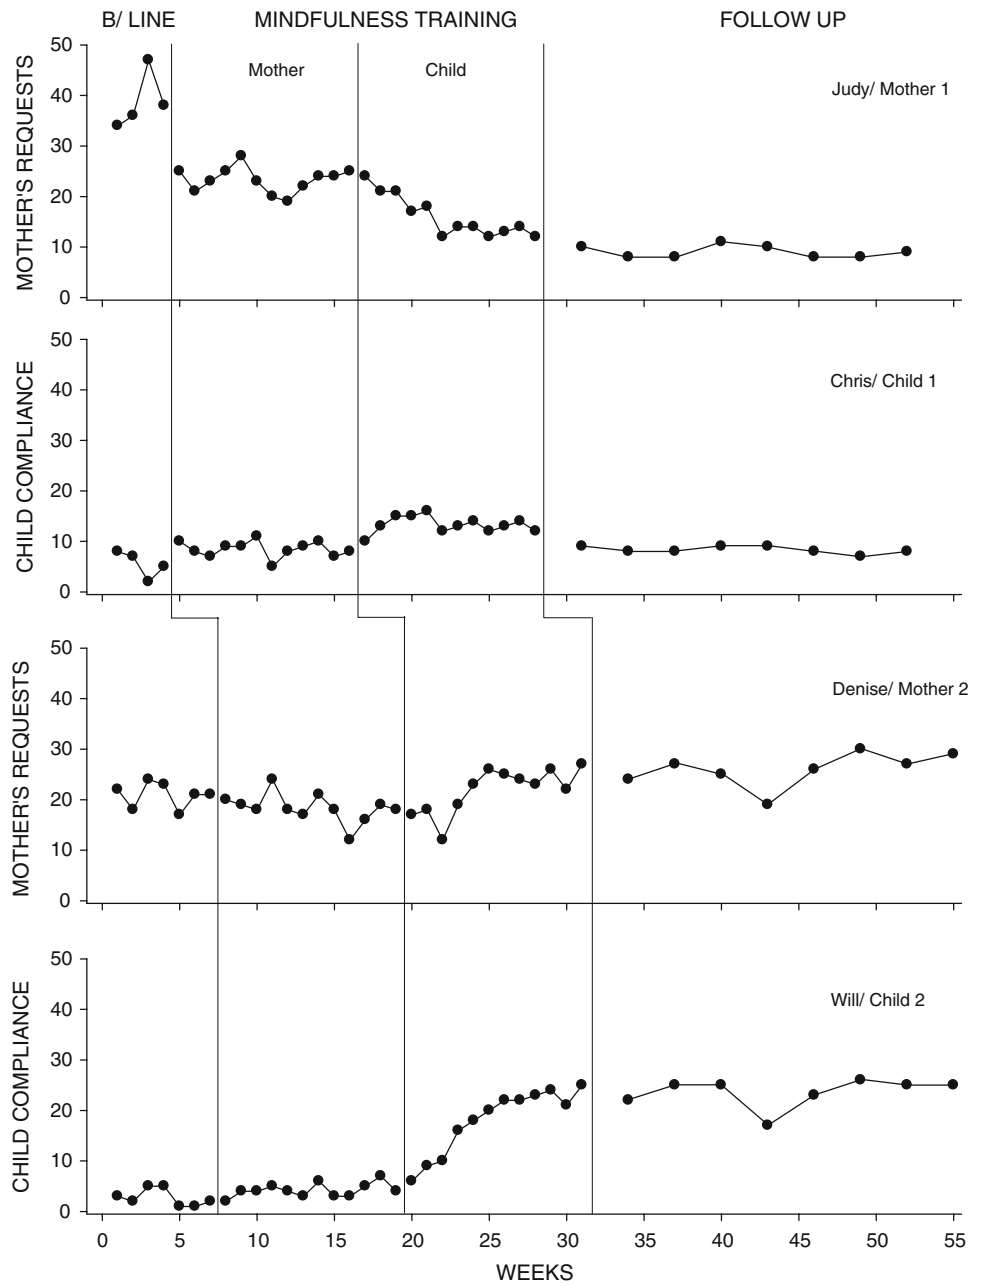 B/ LINE MINDFULNESS TRAINING FOLLOW UP
Mother Child
Judy/ Mother 1
MOTHER'S REQUESTS
50
40
30
20
10
0
Chris/ Child 1
CHILD COMPLIANCE
50
40
30
20
10
0
Denise/ Mother 2
MOTHER'S REQUESTS
50
40
30
20
10
0
Will/ Child 2
CHILD COMPLIANCE
50
40
30
20
10
0
0 5 10 15 20 25 30 35 40 45 50 55
WEEKS